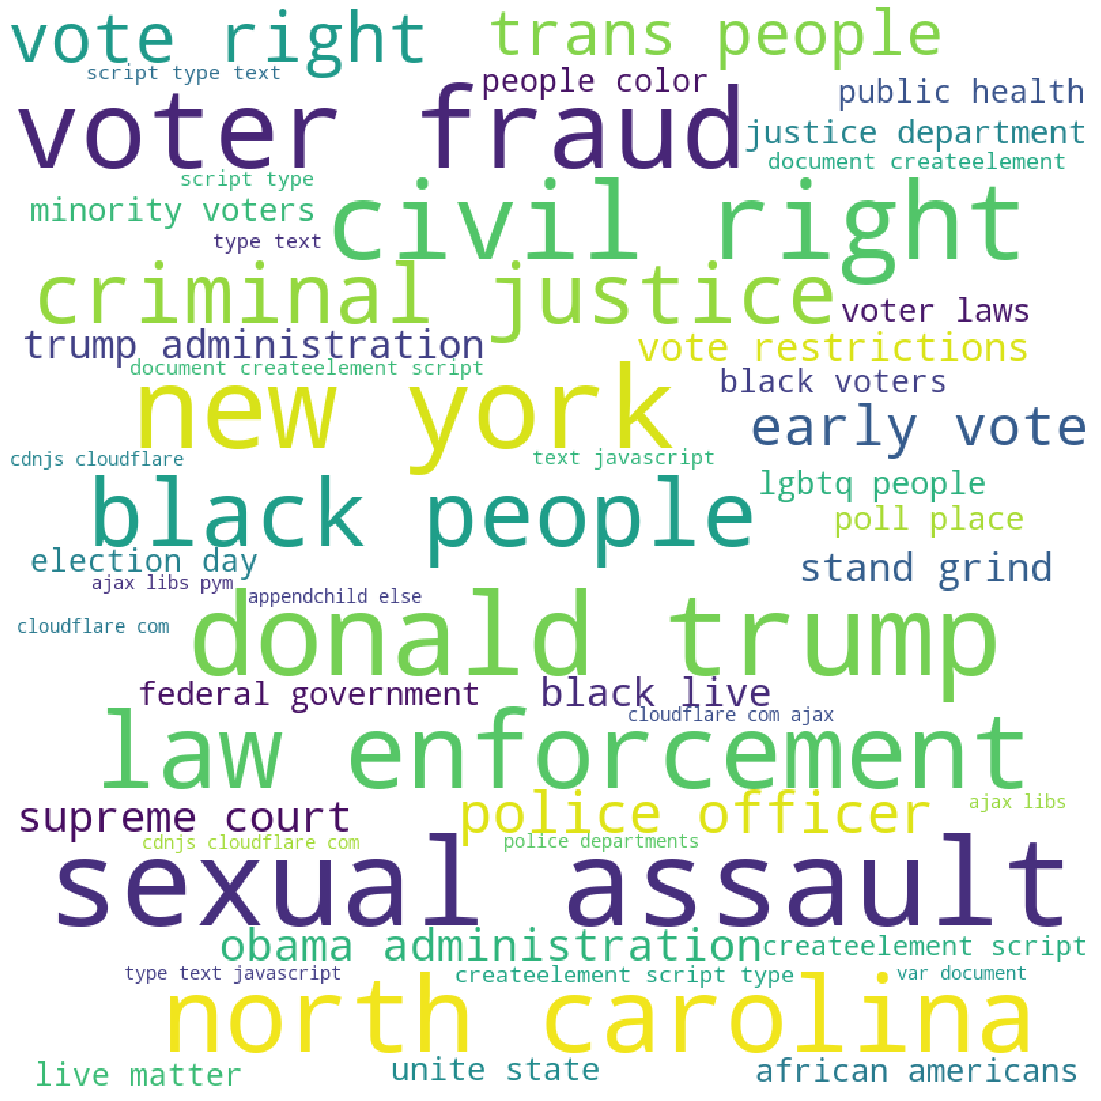 vote right trans people
script type text people color public health
voter fraud justice department
document createelement
script type
minority voters civil right
type text
criminal justice voter laws
trump administration vote restrictions
document createelement script black voters
new york early vote
cdnjs cloudflare text javascript
black people lgbtq people
poll place
election day stand grind
ajax libs pym appendchild else
cloudflare com donald trump
federal government black live
cloudflare com ajax
law enforcement
supreme court police officer ajax libs
cdnjs cloudflare com police departments
sexual assault
obama administration createelement script
type text javascript createelement script type var document
north carolina
live matter unite state african americans